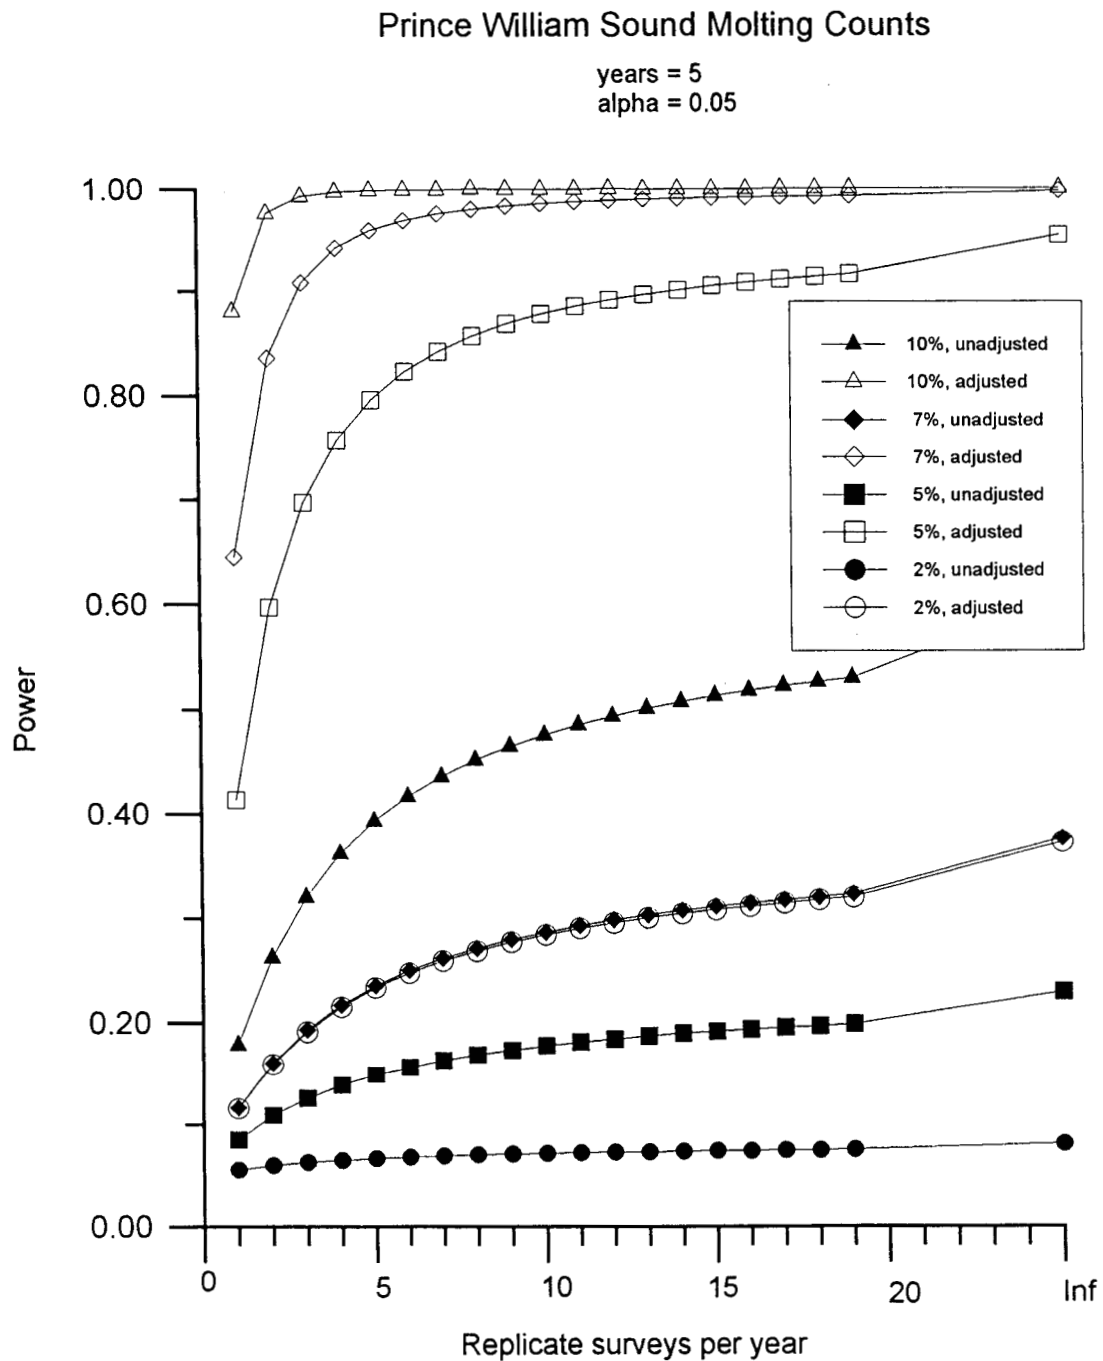 Prince William Sound Molting Counts
years = 5
alpha = 0.05
1.00
0.80
0.60
0.40
0.20
0.00
Power
10%, unadjusted
10%, adjusted
7%, unadjusted
7%, adjusted
5%, unadjusted
5%, adjusted
2%, unadjusted
2%, adjusted
0 5 10 15 20 Inf
Replicate surveys per year